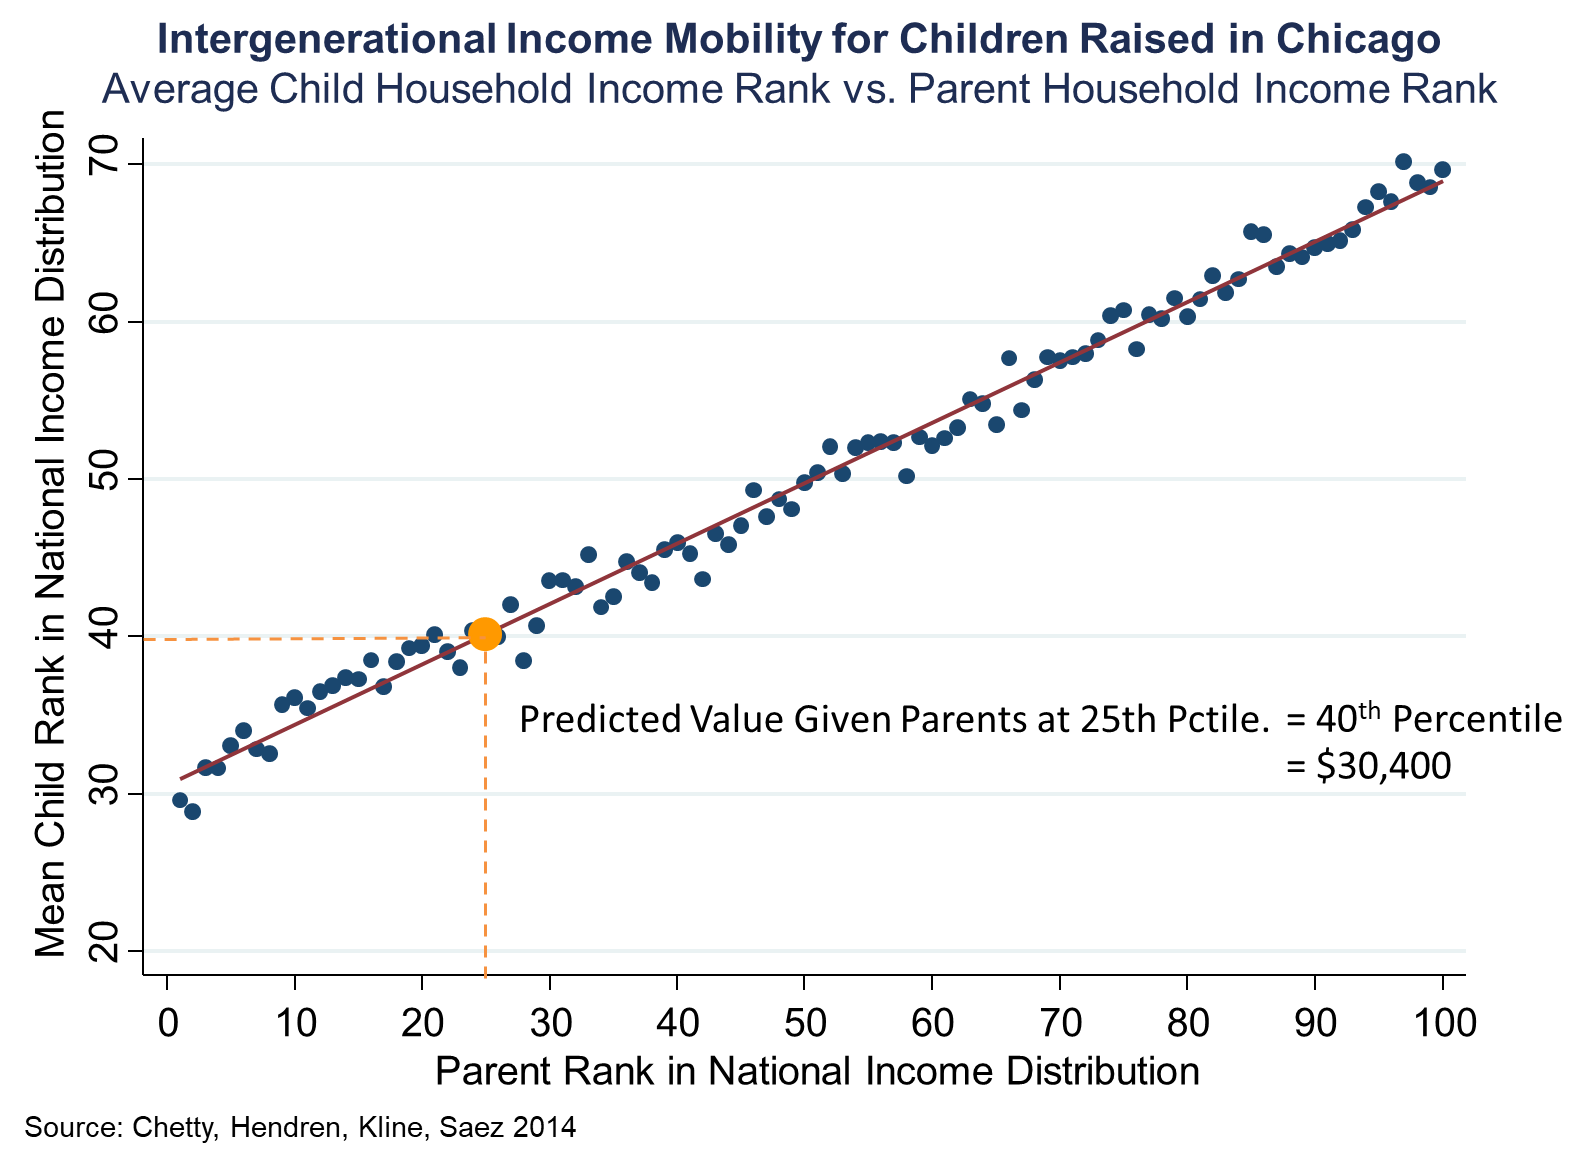 Intergenerational Income Mobility for Children Raised in Chicago
Average Child Household Income Rank vs. Parent Household Income Rank
Mean Child Rank in National Income Distribution
70
60
50
40
30
20
Predicted Value Given Parents at 25th Pctile. = 40th Percentile
= $30,400
0 10 20 30 40 50 60 70 80 90 100
Parent Rank in National Income Distribution
Source: Chetty, Hendren, Kline, Saez 2014